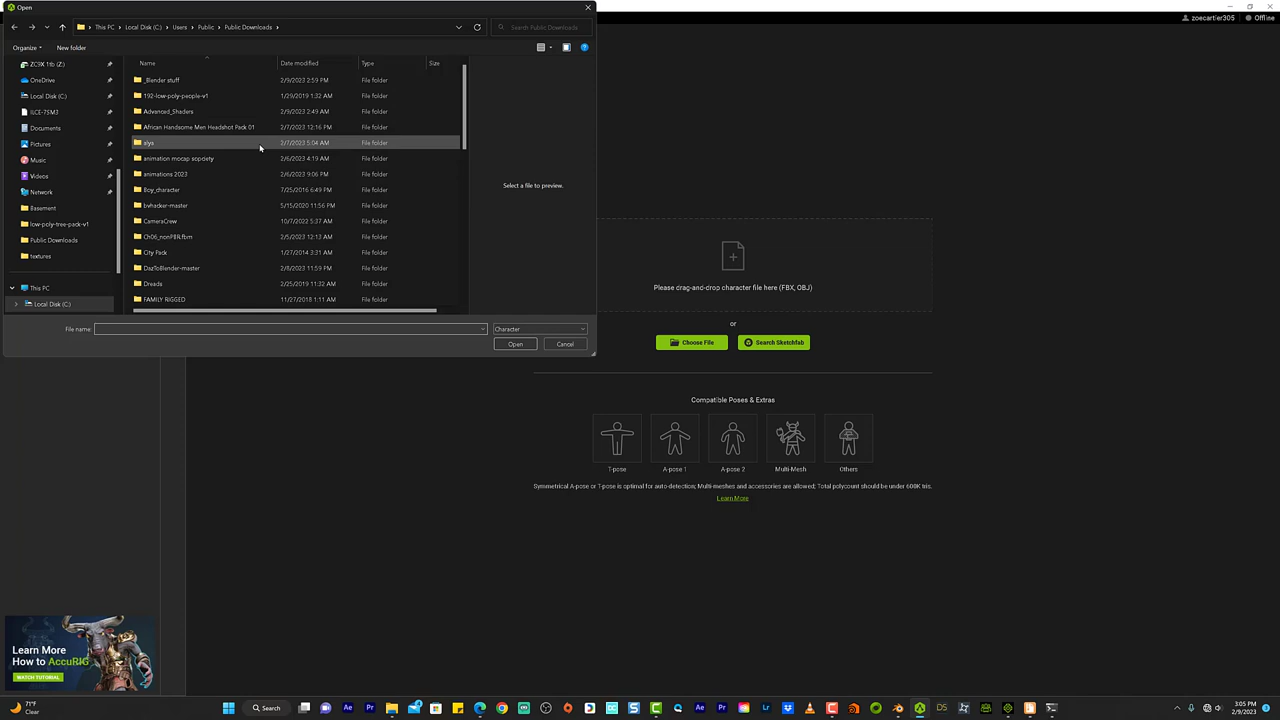 Open
This PC > Local Disk (C:) > Users > Public > Public Downloads >
Search Public Downloads
zoecartier305
Offline
Organize
New folder
Name
Date modified
Type
Size
ZC9X 1tb (Z:)
OneDrive
Local Disk (C:)
ILCE-7SM3
Documents
Pictures
Music
Videos
Network
Basement
low-poly-tree-pack-v1
Public Downloads
textures
This PC
Local Disk (C:)
_Blender stuff 2/9/2023 2:59 PM File folder
192-low-poly-people-v1 1/29/2019 1:32 AM File folder
Advanced_Shaders 2/9/2023 2:49 AM File folder
African Handsome Men Headshot Pack 01 2/7/2023 12:16 PM File folder
2/7/2023 5:04 AM File folder
animation mocap 2/6/2023 4:19 AM File folder
animations 2023 2/6/2023 9:06 PM File folder
Boy_character 7/25/2016 6:49 PM File folder
bvhacker-master 5/15/2020 11:56 PM File folder
CameraCrew 10/7/2022 5:37 AM File folder
Ch06_nonPBR.fbm 2/5/2023 12:13 AM File folder
City Pack 1/27/2014 3:31 AM File folder
DazToBlender-master 2/8/2023 11:59 PM File folder
Dreads 2/25/2019 11:32 AM File folder
FAMILY RIGGED 11/27/2018 1:11 AM File folder
Select a file to preview.
File name:
Character
Open
Cancel
Please drag-and-drop character file here (FBX, OBJ)
or
Choose File
Search Sketchfab
Compatible Poses & Extras
T-pose
A-pose 1
A-pose 2
Multi-Mesh
Others
Symmetrical A-pose or T-pose is optimal for auto-detection; Multi-meshes and accessories are allowed; Total polycount should be under 600K tris.
Learn More
Learn More
How to AccuRIG
WATCH TUTORIAL
71°F
Clear
Search
3:05 PM
2/9/2023